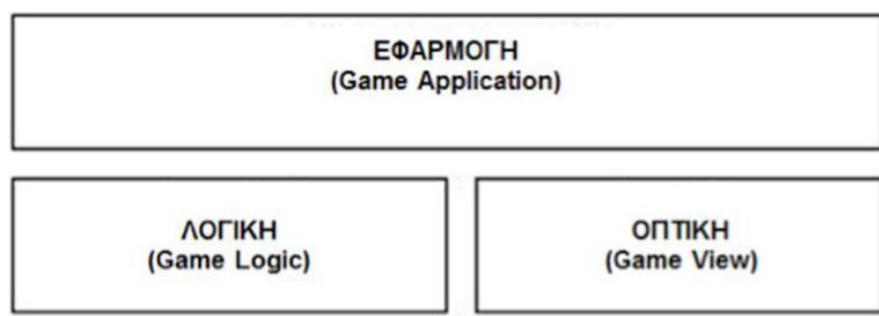 ΕΦΑΡΜΟΓΗ
(Game Application)
ΛΟΓΙΚΗ
(Game Logic)
ΟΠΤΙΚΗ
(Game View)